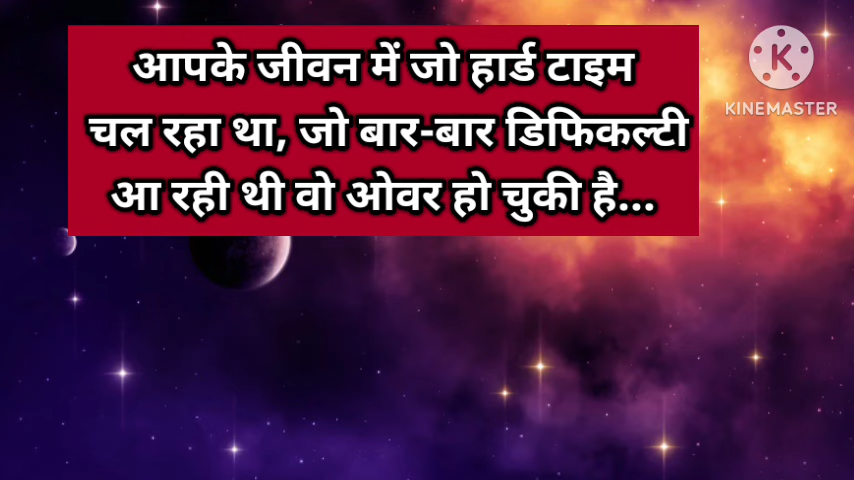 आपके जीवन में जो हार्ड टाइम
चल रहा था, जो बार-बार डिफिकल्टी
आ रही थी वो ओवर हो चुकी है...
K
KINEMASTER